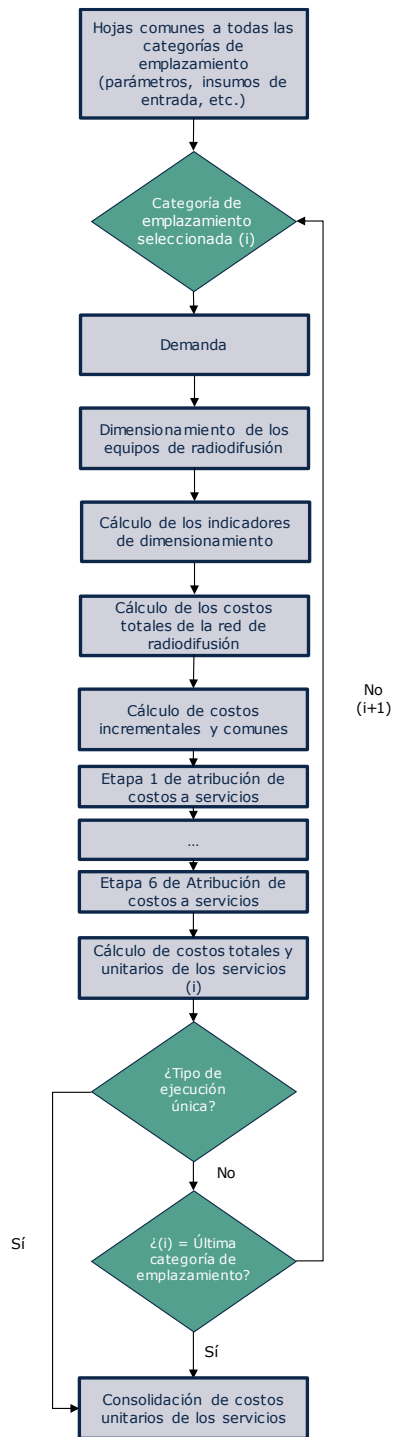 Hojas comunes a todas las
categorías de
emplazamiento
(parámetros, insumos de
entrada, etc.)
Categoría de
emplazamiento
seleccionada (i)
Demanda
Dimensionamiento de los
equipos de radiodifusión
Cálculo de los indicadores
de dimensionamiento
Cálculo de los costos
totales de la red de
radiodifusión
No
(i+1)
Cálculo de costos
incrementales y comunes
Etapa 1 de atribución de
costos a servicios
...
Etapa 6 de Atribución de
costos a servicios
Cálculo de costos totales y
unitarios de los servicios
(i)
¿Tipo de
ejecución
única?
No
Sí
¿(i) = Última
categoría de
emplazamiento?
Sí
Consolidación de costos
unitarios de los servicios